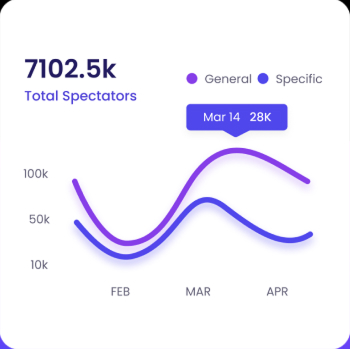 7102.5k
Total Spectators
General Specific
Mar 14 28K
100k
50k
10k
FEB MAR APR